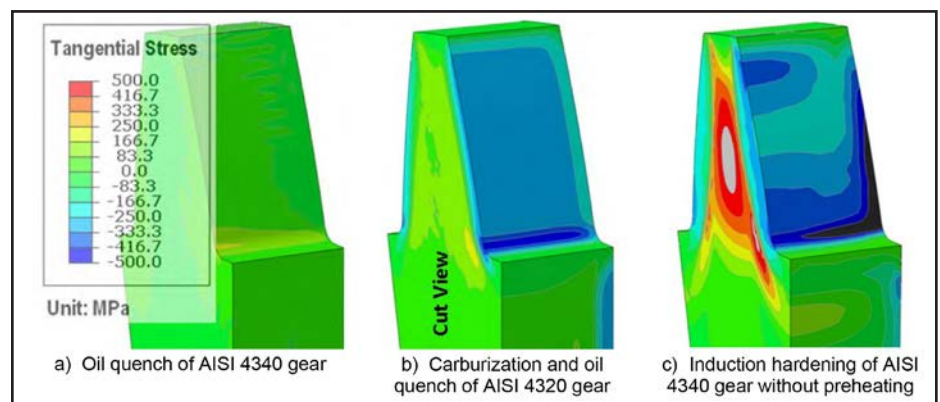 Tangential Stress
500.0
416.7
333.3
250.0
166.7
83.3
0.0
-83.3
-166.7
-250.0
-333.3
-416.7
-500.0
Unit: MPa
Cut View
a) Oil quench of AISI 4340 gear
b) Carburization and oil
quench of AISI 4320 gear
c) Induction hardening of AISI
4340 gear without preheating